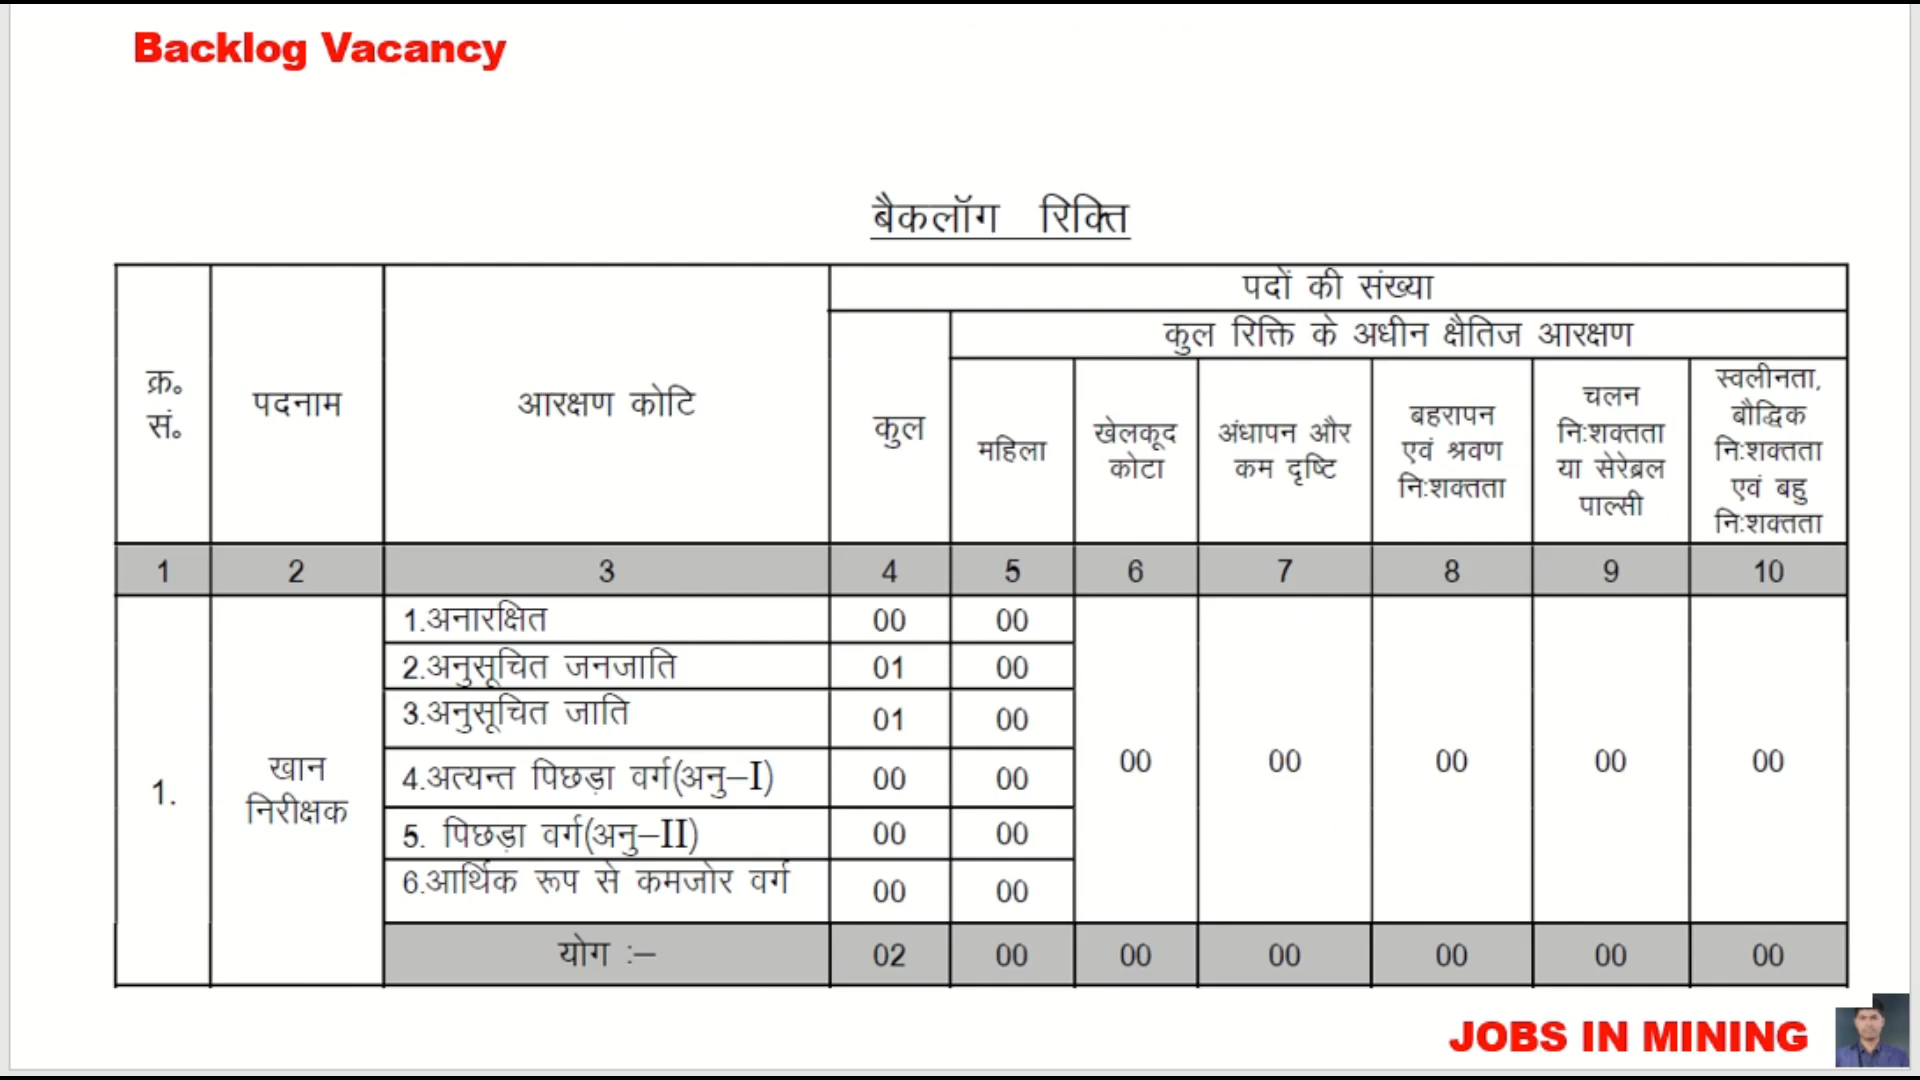 Backlog Vacancy
बैकलॉग रिक्ति
पदों की संख्या
कुल रिक्ति के अधीन क्षैतिज आरक्षण
क्र॰
सं॰
पदनाम
आरक्षण कोटि
कुल
महिला
खेलकूद
कोटा
अंधापन और
कम दृष्टि
बहरापन
एवं श्रवण
निःशक्तता
चलन
निःशक्तता
या सेरेब्रल
पाल्सी
स्वलीनता,
बौद्धिक
निःशक्तता
एवं बहु
निःशक्तता
1 2 3 4 5 6 7 8 9 10
1.
खान
निरीक्षक
1.अनारक्षित 00 00
2.अनुसूचित जनजाति 01 00
3.अनुसूचित जाति 01 00
4.अत्यन्त पिछड़ा वर्ग(अनु–I) 00 00
5. पिछड़ा वर्ग(अनु–II) 00 00
6.आर्थिक रूप से कमजोर वर्ग 00 00
00 00 00 00 00
योग :– 02 00 00 00 00 00 00
JOBS IN MINING